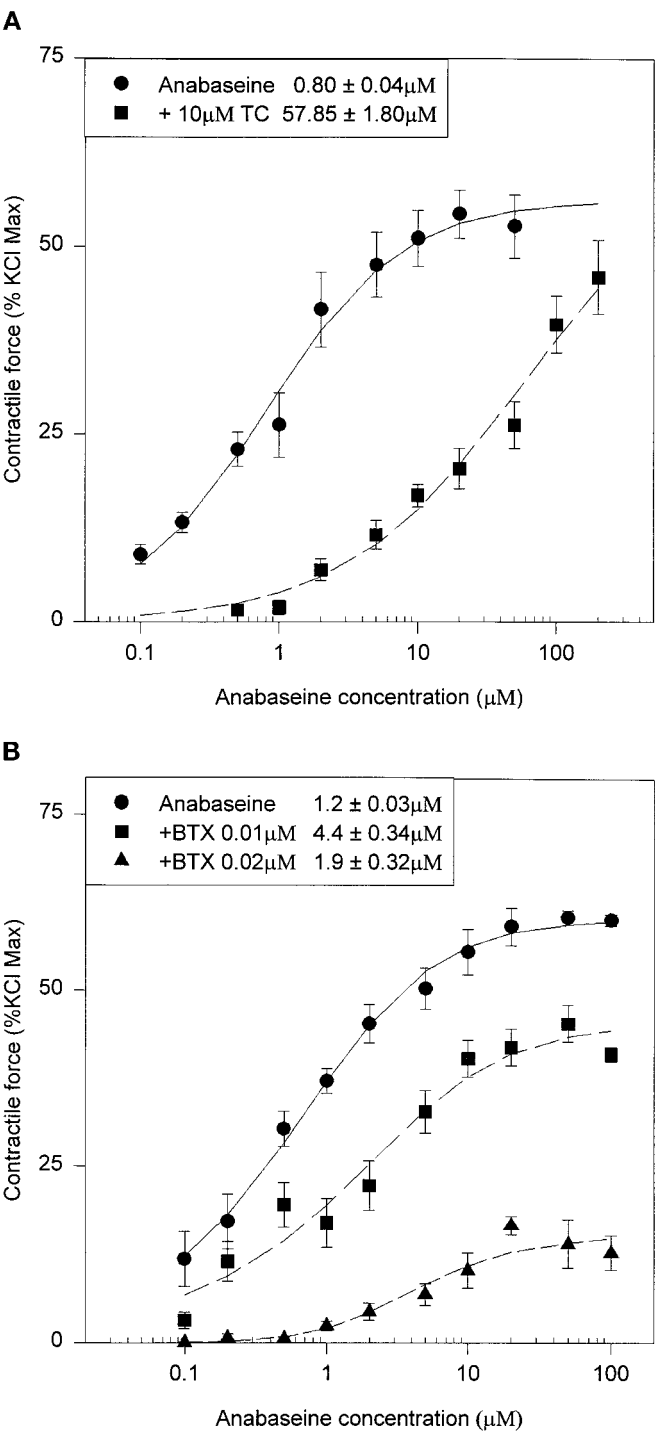 A
75
Anabaseine 0.80 ± 0.04μM
+ 10μM TC 57.85 ± 1.80μM
50
25
0
Contractile force (% KCl Max)
0.1 1 10 100
Anabaseine concentration (μM)
B
75
Anabaseine 1.2 ± 0.03μM
+BTX 0.01μM 4.4 ± 0.34μM
+BTX 0.02μM 1.9 ± 0.32μM
50
25
0
Contractile force (%KCl Max)
0.1 1 10 100
Anabaseine concentration (μM)